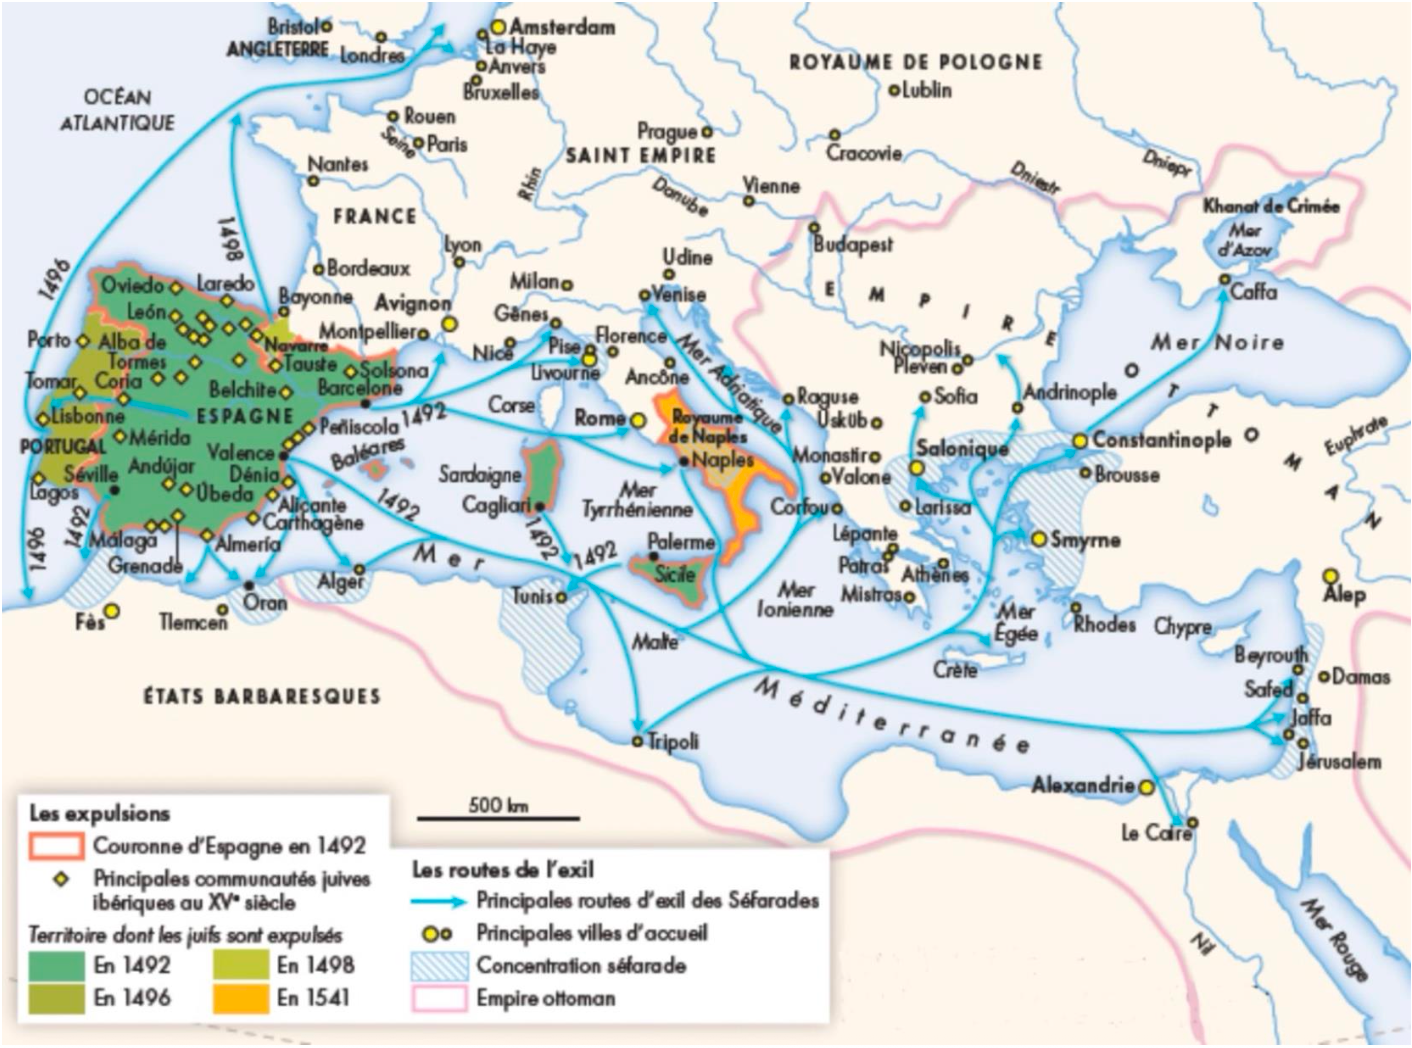 Bristol
ANGLETERRE
Londres
Amsterdam
La Haye
Anvers
Bruxelles
ROYAUME DE POLOGNE
Lublin
OCÉAN
ATLANTIQUE
Rouen
Seine
Paris
Prague
SAINT EMPIRE
Cracovie
Dniestr
Dniepr
Nantes
Rhin
Danube
Vienne
Khanat de Crimée
Mer
d'Azov
FRANCE
1498
1496
Lyon
Budapest
Udine
Bordeaux
Milan
Venise
Caffa
Oviedo
Laredo
Bayonne
Avignon
León
Montpellier
Gênes
Florence
EMPIRE
OTTOMAN
Mer Noire
Porto
Alba de
Tormes
Navarre
Tauste
Solsona
Nice
Pise
Livourne
Ancône
Mer Adriatique
Nicopolis
Pleven
Tomar
Coria
Belchite
Barcelone
Corse
Raguse
Sofia
Andrinople
Lisbonne
ESPAGNE
1492
Rome
Royaume
de Naples
Usküb
Euphrate
PORTUGAL
Mérida
Peñiscola
Baléares
Valence
Naples
Monastir
Salonique
Constantinople
Séville
Andújar
Dénia
Sardaigne
Valone
Brousse
Lagos
Úbeda
Alicante
Carthagène
1492
Cagliari
Mer
Tyrrhénienne
Corfou
Larissa
1496
1492
Málaga
Almería
Grenade
Mer
Méditerranée
1492
1492
Palerme
Lépante
Smyrne
Alger
Sicile
Patras
Athènes
Fès
Tlemcen
Oran
Tunis
Mer
Ionienne
Mistras
Mer
Égée
Rhodes
Chypre
Alep
Malte
Crète
Beyrouth
Damas
ÉTATS BARBARESQUES
Safed
Jaffa
Tripoli
Jérusalem
Alexandrie
Le Caire
500 km
Nil
Mer Rouge
Les expulsions
Couronne d'Espagne en 1492
Principales communautés juives
ibériques au XVe siècle
Territoire dont les juifs sont expulsés
En 1492
En 1498
En 1496
En 1541
Les routes de l'exil
Principales routes d'exil des Séfarades
Principales villes d'accueil
Concentration séfarade
Empire ottoman